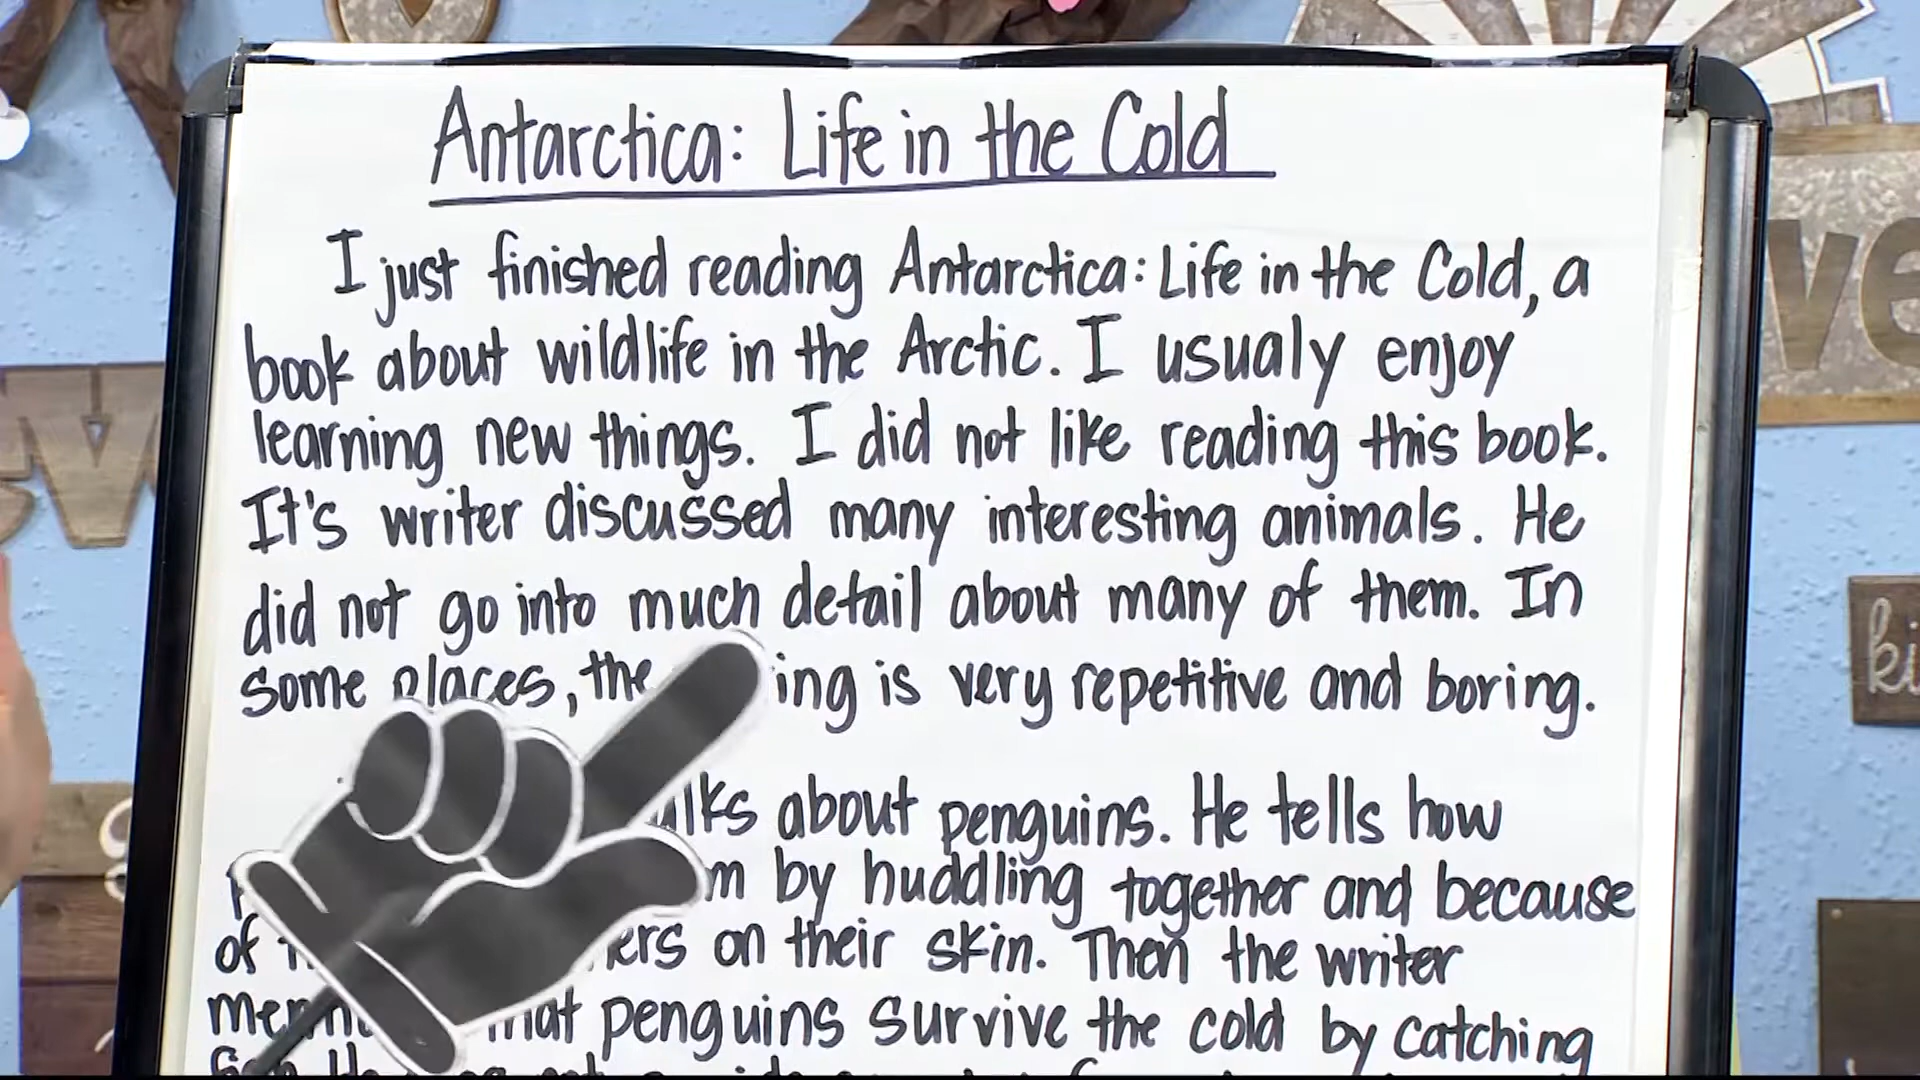 Antarctica: Life in the Cold
I just finished reading Antarctica: Life in the Cold, a
book about wildlife in the Arctic. I usualy enjoy
learning new things. I did not like reading this book.
It's writer discussed many interesting animals. He
did not go into much detail about many of them. In
some places, the is very repetitive and boring.
about penguins. He tells how
by huddling together and because
of on their skin. Then the writer
that penguins survive the cold by catching